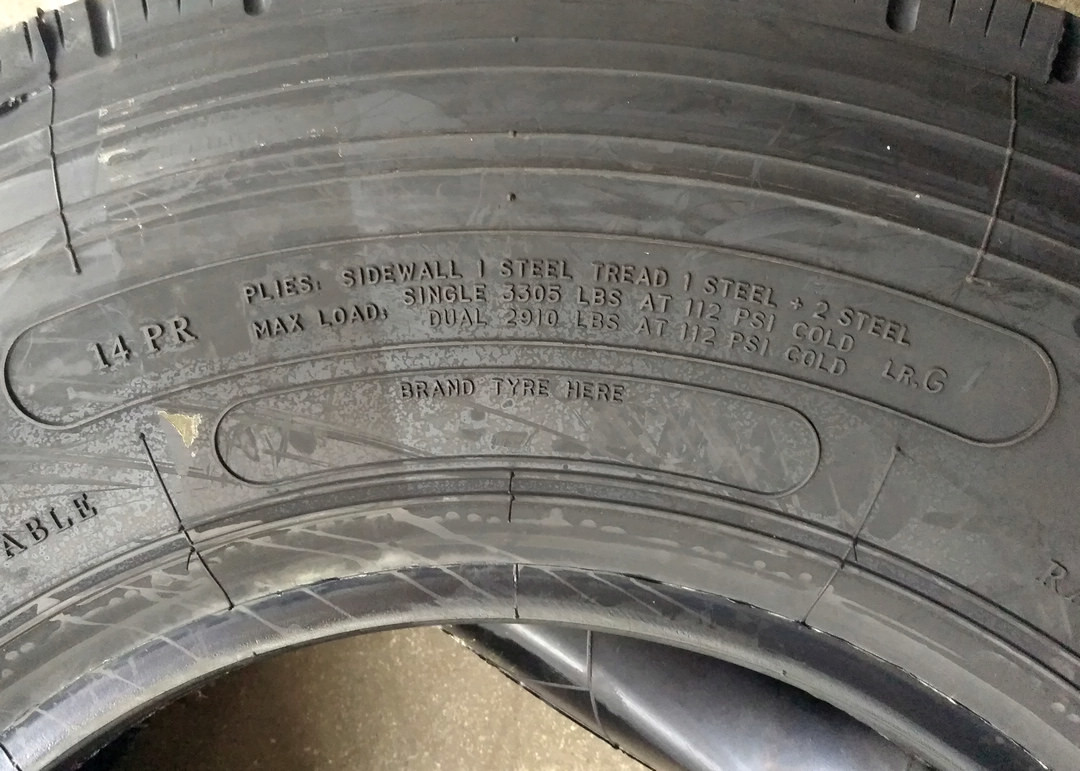 PLIES: SIDEWALL 1 STEEL TREAD 1 STEEL + 2 STEEL
14 PR MAX LOAD: SINGLE 3305 LBS AT 112 PSI COLD
DUAL 2910 LBS AT 112 PSI COLD LR.G
BRAND TYRE HERE
ABLE